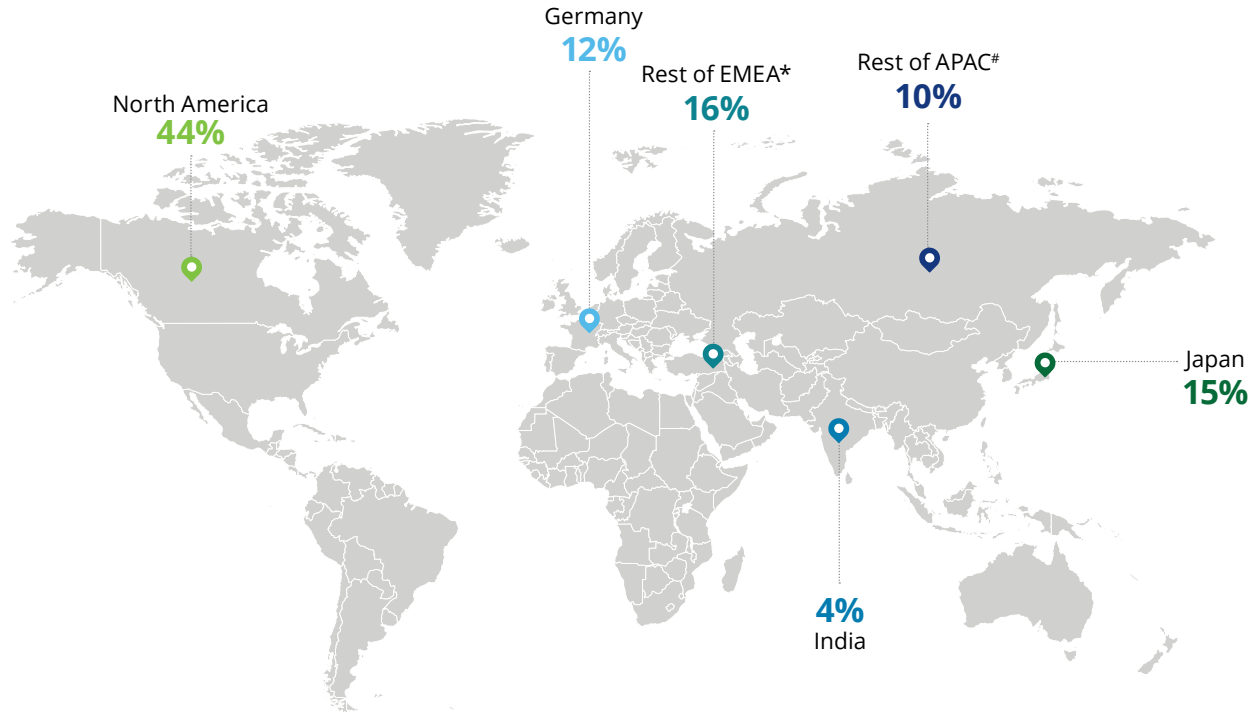 Germany
12%
Rest of EMEA*
16%
Rest of APAC#
10%
North America
44%
Japan
15%
4%
India